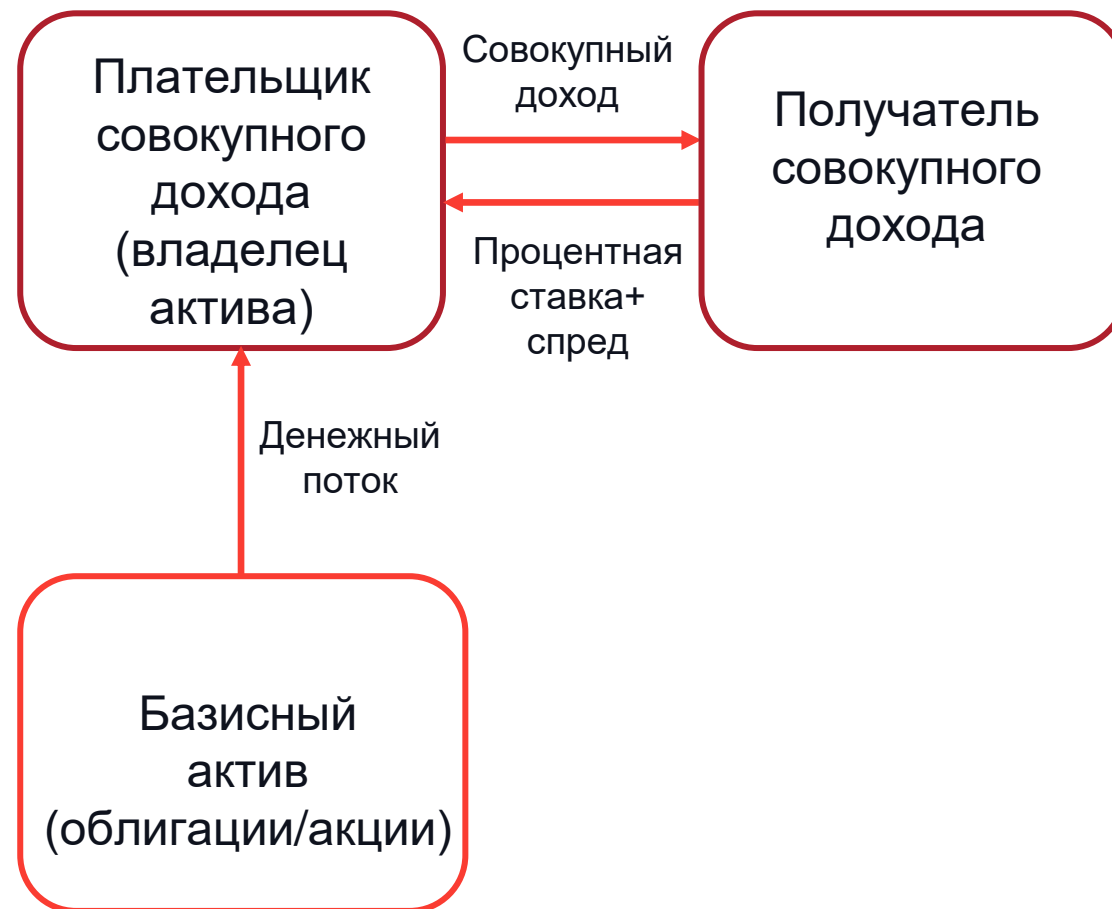 Плательщик
совокупного
дохода
(владелец
актива)
Совокупный
доход
Получатель
совокупного
дохода
Процентная
ставка+
спред
Денежный
поток
Базисный
актив
(облигации/акции)